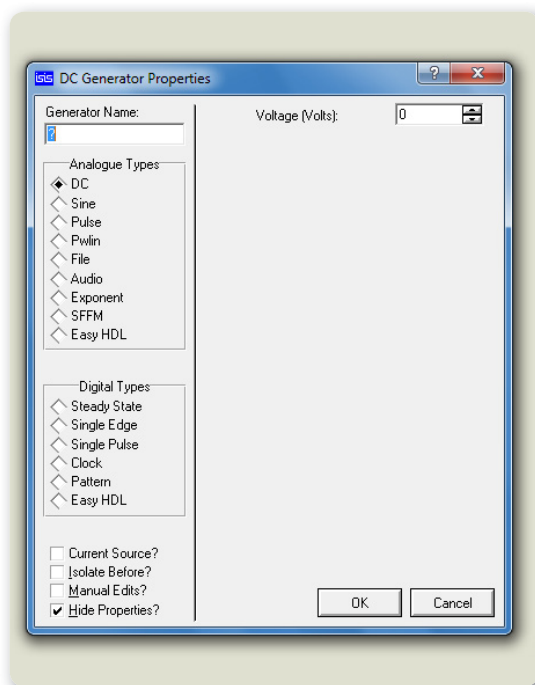 isis DC Generator Properties
?
X
Generator Name:
?
Analogue Types
DC
Sine
Pulse
Pwlin
File
Audio
Exponent
SFFM
Easy HDL
Digital Types
Steady State
Single Edge
Single Pulse
Clock
Pattern
Easy HDL
Current Source?
Isolate Before?
Manual Edits?
Hide Properties?
Voltage (Volts):
0
OK
Cancel